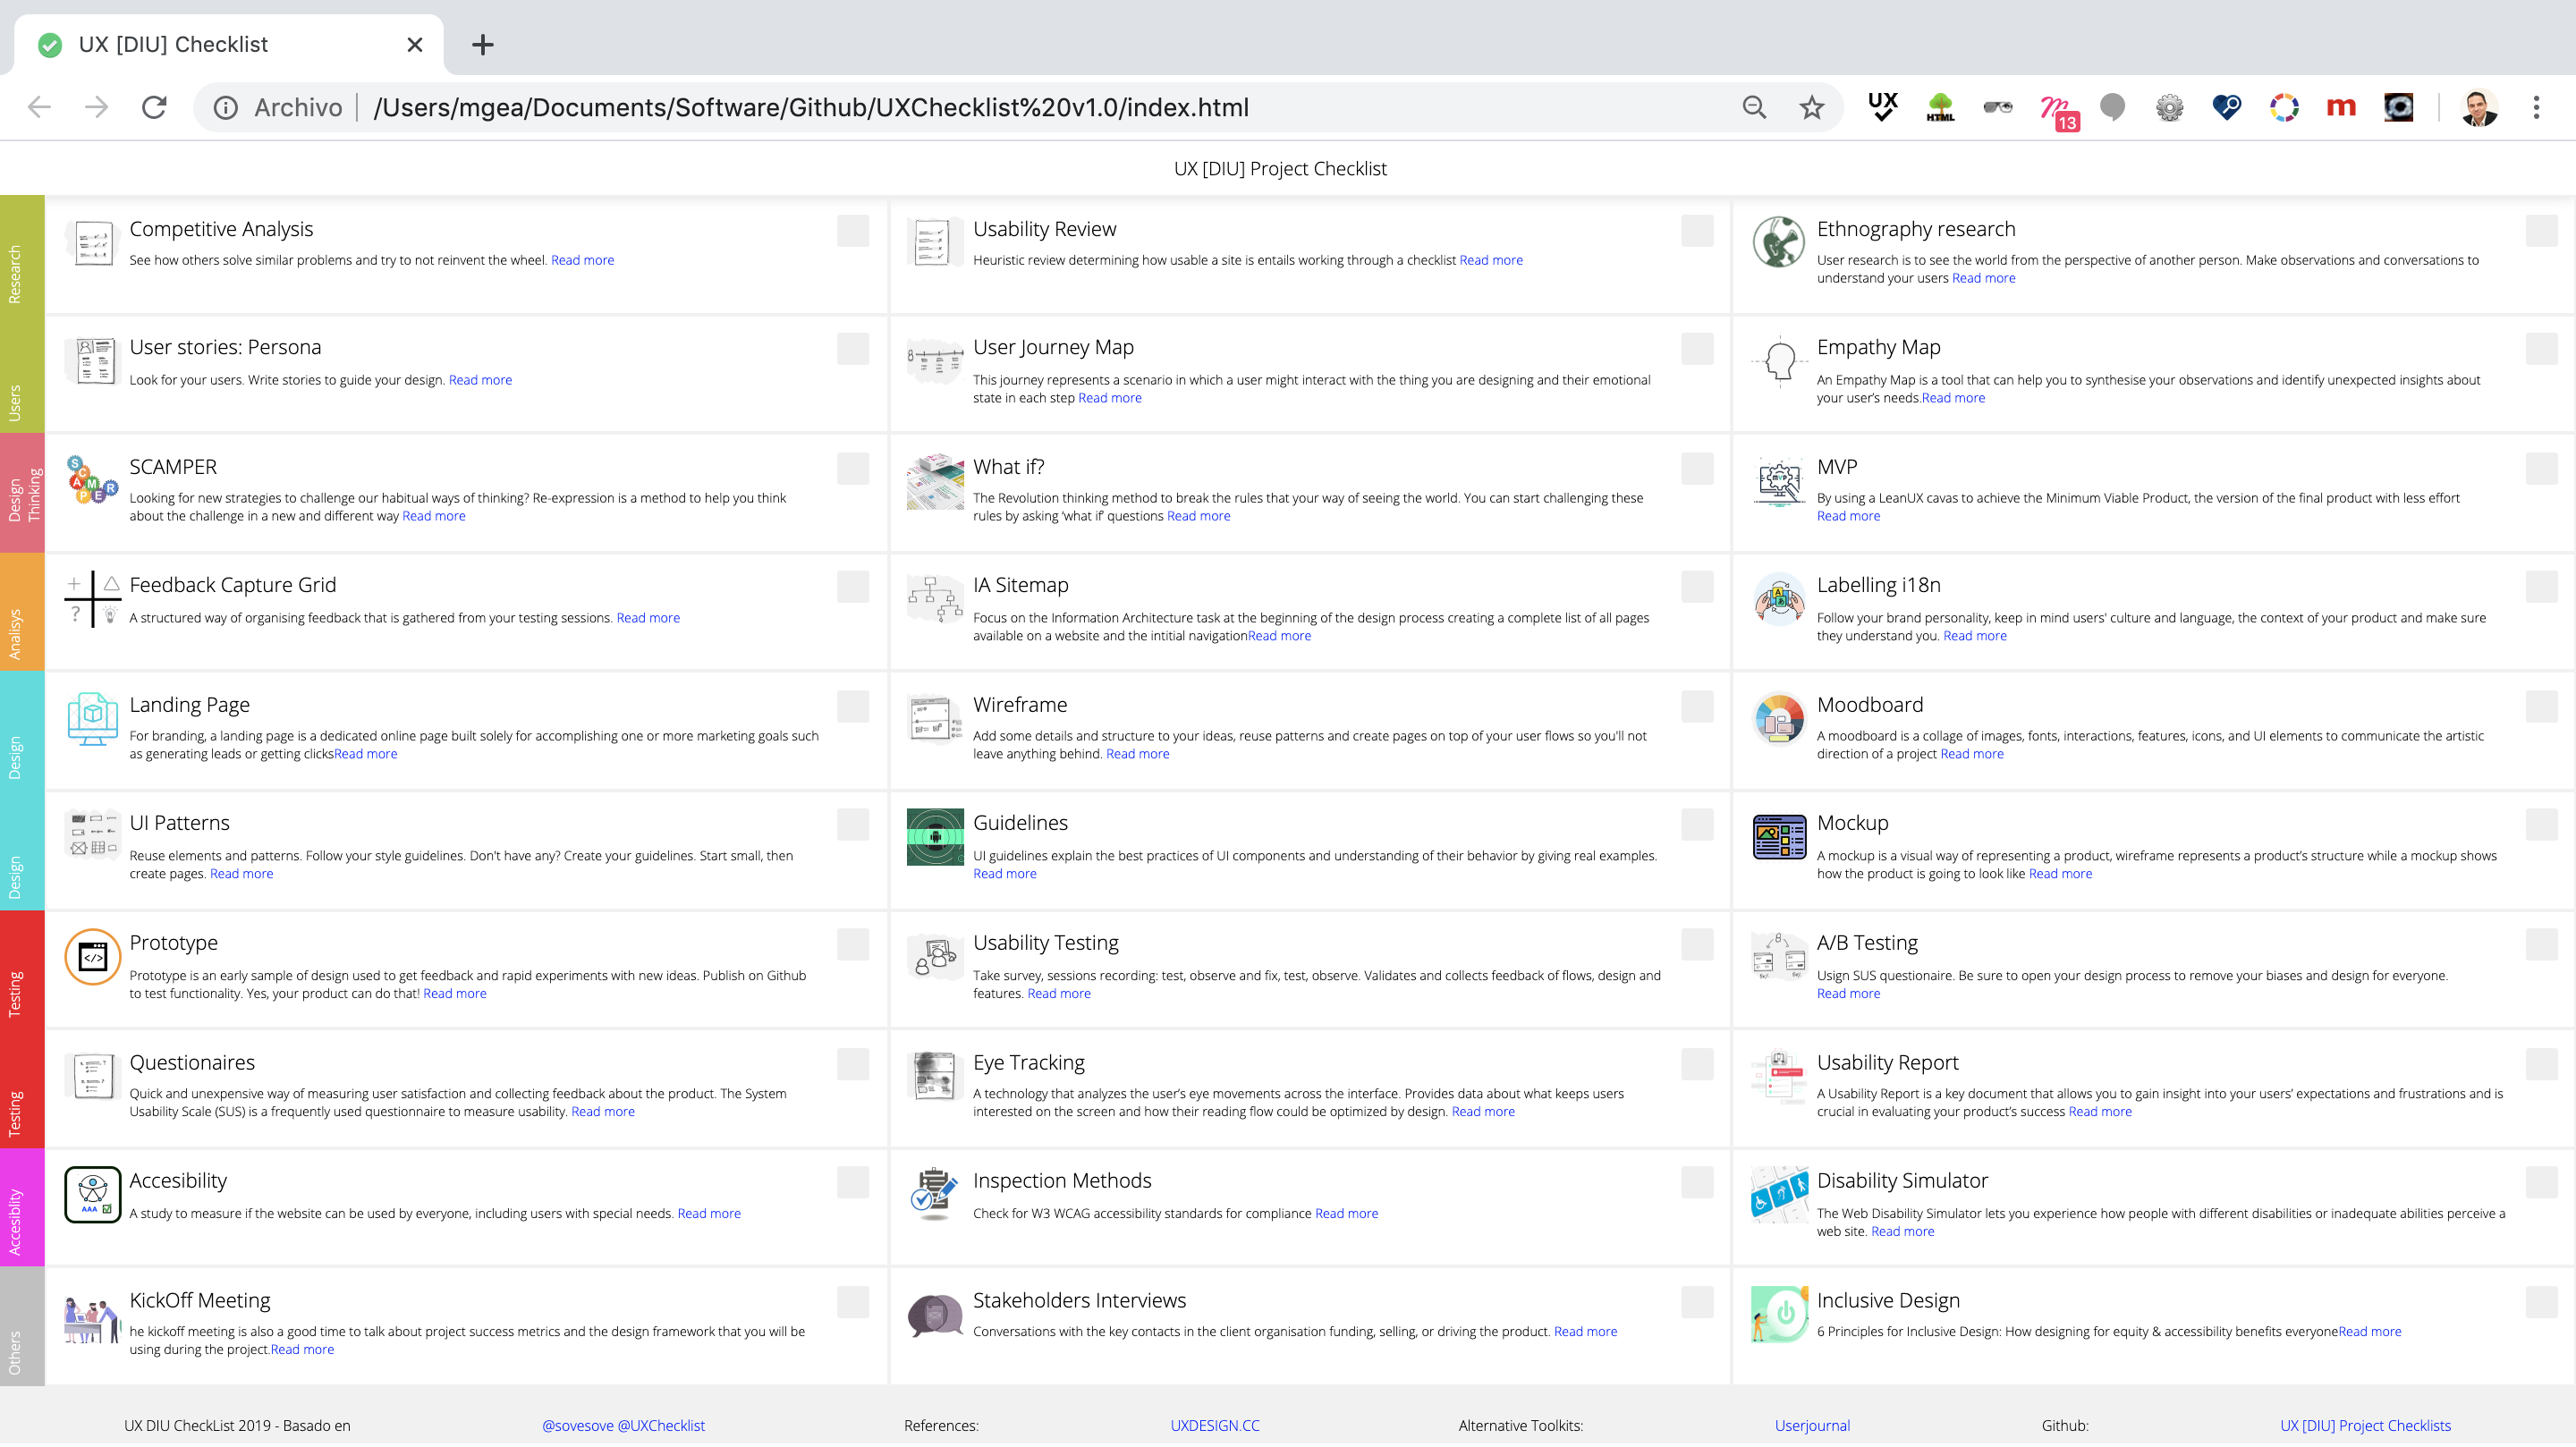 UX [DIU] Checklist
Archivo /Users/mgea/Documents/Software/Github/UXChecklist%20v1.0/index.html
UX
HTML
13
m
UX [DIU] Project Checklist
Research
Competitive Analysis
See how others solve similar problems and try to not reinvent the wheel. Read more
Usability Review
Heuristic review determining how usable a site is entails working through a checklist Read more
Ethnography research
User research is to see the world from the perspective of another person. Make observations and conversations to
understand your users Read more
Users
User stories: Persona
Look for your users. Write stories to guide your design. Read more
User Journey Map
This journey represents a scenario in which a user might interact with the thing you are designing and their emotional
state in each step Read more
Empathy Map
An Empathy Map is a tool that can help you to synthesise your observations and identify unexpected insights about
your user's needs.Read more
Design
Thinking
SCAMPER
SCAMPER
Looking for new strategies to challenge our habitual ways of thinking? Re-expression is a method to help you think
about the challenge in a new and different way Read more
What if?
The Revolution thinking method to break the rules that your way of seeing the world. You can start challenging these
rules by asking 'what if' questions Read more
MVP
MVP
By using a LeanUX cavas to achieve the Minimum Viable Product, the version of the final product with less effort
Read more
Analisys
Feedback Capture Grid
A structured way of organising feedback that is gathered from your testing sessions. Read more
IA Sitemap
Focus on the Information Architecture task at the beginning of the design process creating a complete list of all pages
available on a website and the intitial navigationRead more
Labelling i18n
Follow your brand personality, keep in mind users' culture and language, the context of your product and make sure
they understand you. Read more
Design
Landing Page
For branding, a landing page is a dedicated online page built solely for accomplishing one or more marketing goals such
as generating leads or getting clicksRead more
Wireframe
Add some details and structure to your ideas, reuse patterns and create pages on top of your user flows so you'll not
leave anything behind. Read more
Moodboard
A moodboard is a collage of images, fonts, interactions, features, icons, and UI elements to communicate the artistic
direction of a project Read more
Design
UI Patterns
Reuse elements and patterns. Follow your style guidelines. Don't have any? Create your guidelines. Start small, then
create pages. Read more
Guidelines
UI guidelines explain the best practices of UI components and understanding of their behavior by giving real examples.
Read more
Mockup
A mockup is a visual way of representing a product, wireframe represents a product's structure while a mockup shows
how the product is going to look like Read more
Testing
Prototype
Prototype is an early sample of design used to get feedback and rapid experiments with new ideas. Publish on Github
to test functionality. Yes, your product can do that! Read more
Usability Testing
Take survey, sessions recording: test, observe and fix, test, observe. Validates and collects feedback of flows, design and
features. Read more
A/B Testing
Usign SUS questionaire. Be sure to open your design process to remove your biases and design for everyone.
Read more
Testing
Questionaires
Quick and unexpensive way of measuring user satisfaction and collecting feedback about the product. The System
Usability Scale (SUS) is a frequently used questionnaire to measure usability. Read more
Eye Tracking
A technology that analyzes the user's eye movements across the interface. Provides data about what keeps users
interested on the screen and how their reading flow could be optimized by design. Read more
Usability Report
A Usability Report is a key document that allows you to gain insight into your users' expectations and frustrations and is
crucial in evaluating your product's success Read more
Accesiblity
AAA
Accesibility
A study to measure if the website can be used by everyone, including users with special needs. Read more
Inspection Methods
Check for W3 WCAG accessibility standards for compliance Read more
Disability Simulator
The Web Disability Simulator lets you experience how people with different disabilities or inadequate abilities perceive a
web site. Read more
Others
KickOff Meeting
he kickoff meeting is also a good time to talk about project success metrics and the design framework that you will be
using during the project.Read more
Stakeholders Interviews
Conversations with the key contacts in the client organisation funding, selling, or driving the product. Read more
Inclusive Design
6 Principles for Inclusive Design: How designing for equity & accessibility benefits everyoneRead more
UX DIU CheckList 2019 - Basado en @sovesove @UXChecklist References: UXDESIGN.CC Alternative Toolkits: Userjournal Github: UX [DIU] Project Checklists